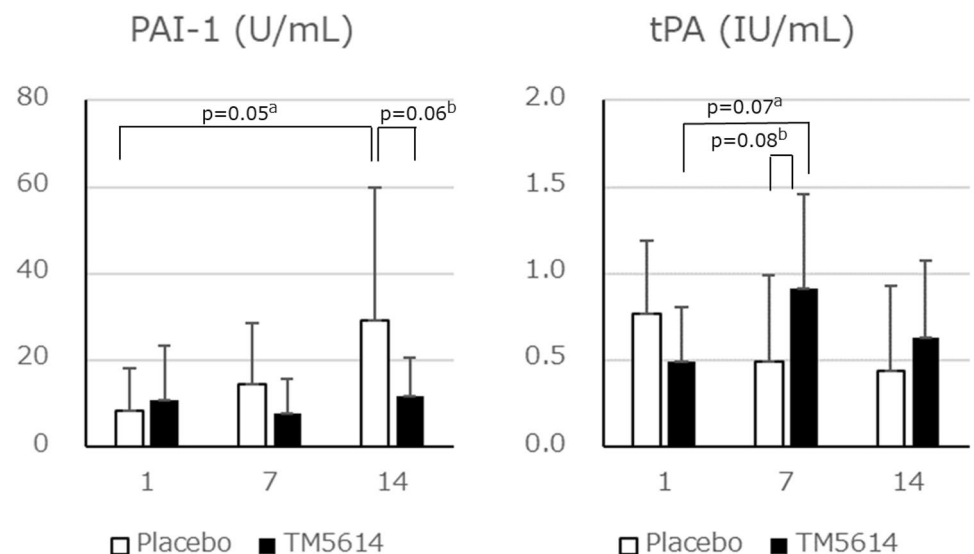 PAI-1 (U/mL)
80
60
40
20
0
p=0.05ᵃ
p=0.06ᵇ
1 7 14
Placebo TM5614
tPA (IU/mL)
2.0
1.5
1.0
0.5
0.0
p=0.07ᵃ
p=0.08ᵇ
1 7 14
Placebo TM5614